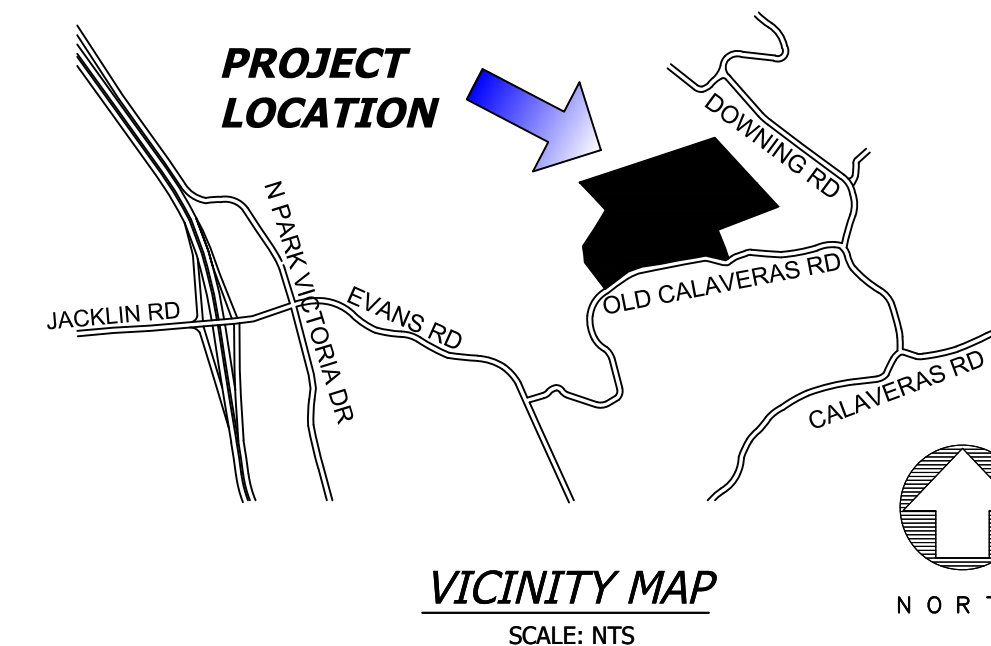 PROJECT
LOCATION
DOWNING RD
N PARK VICTORIA DR
JACKLIN RD
EVANS RD
OLD CALAVERAS RD
CALAVERAS RD
VICINITY MAP
SCALE: NTS
NORT